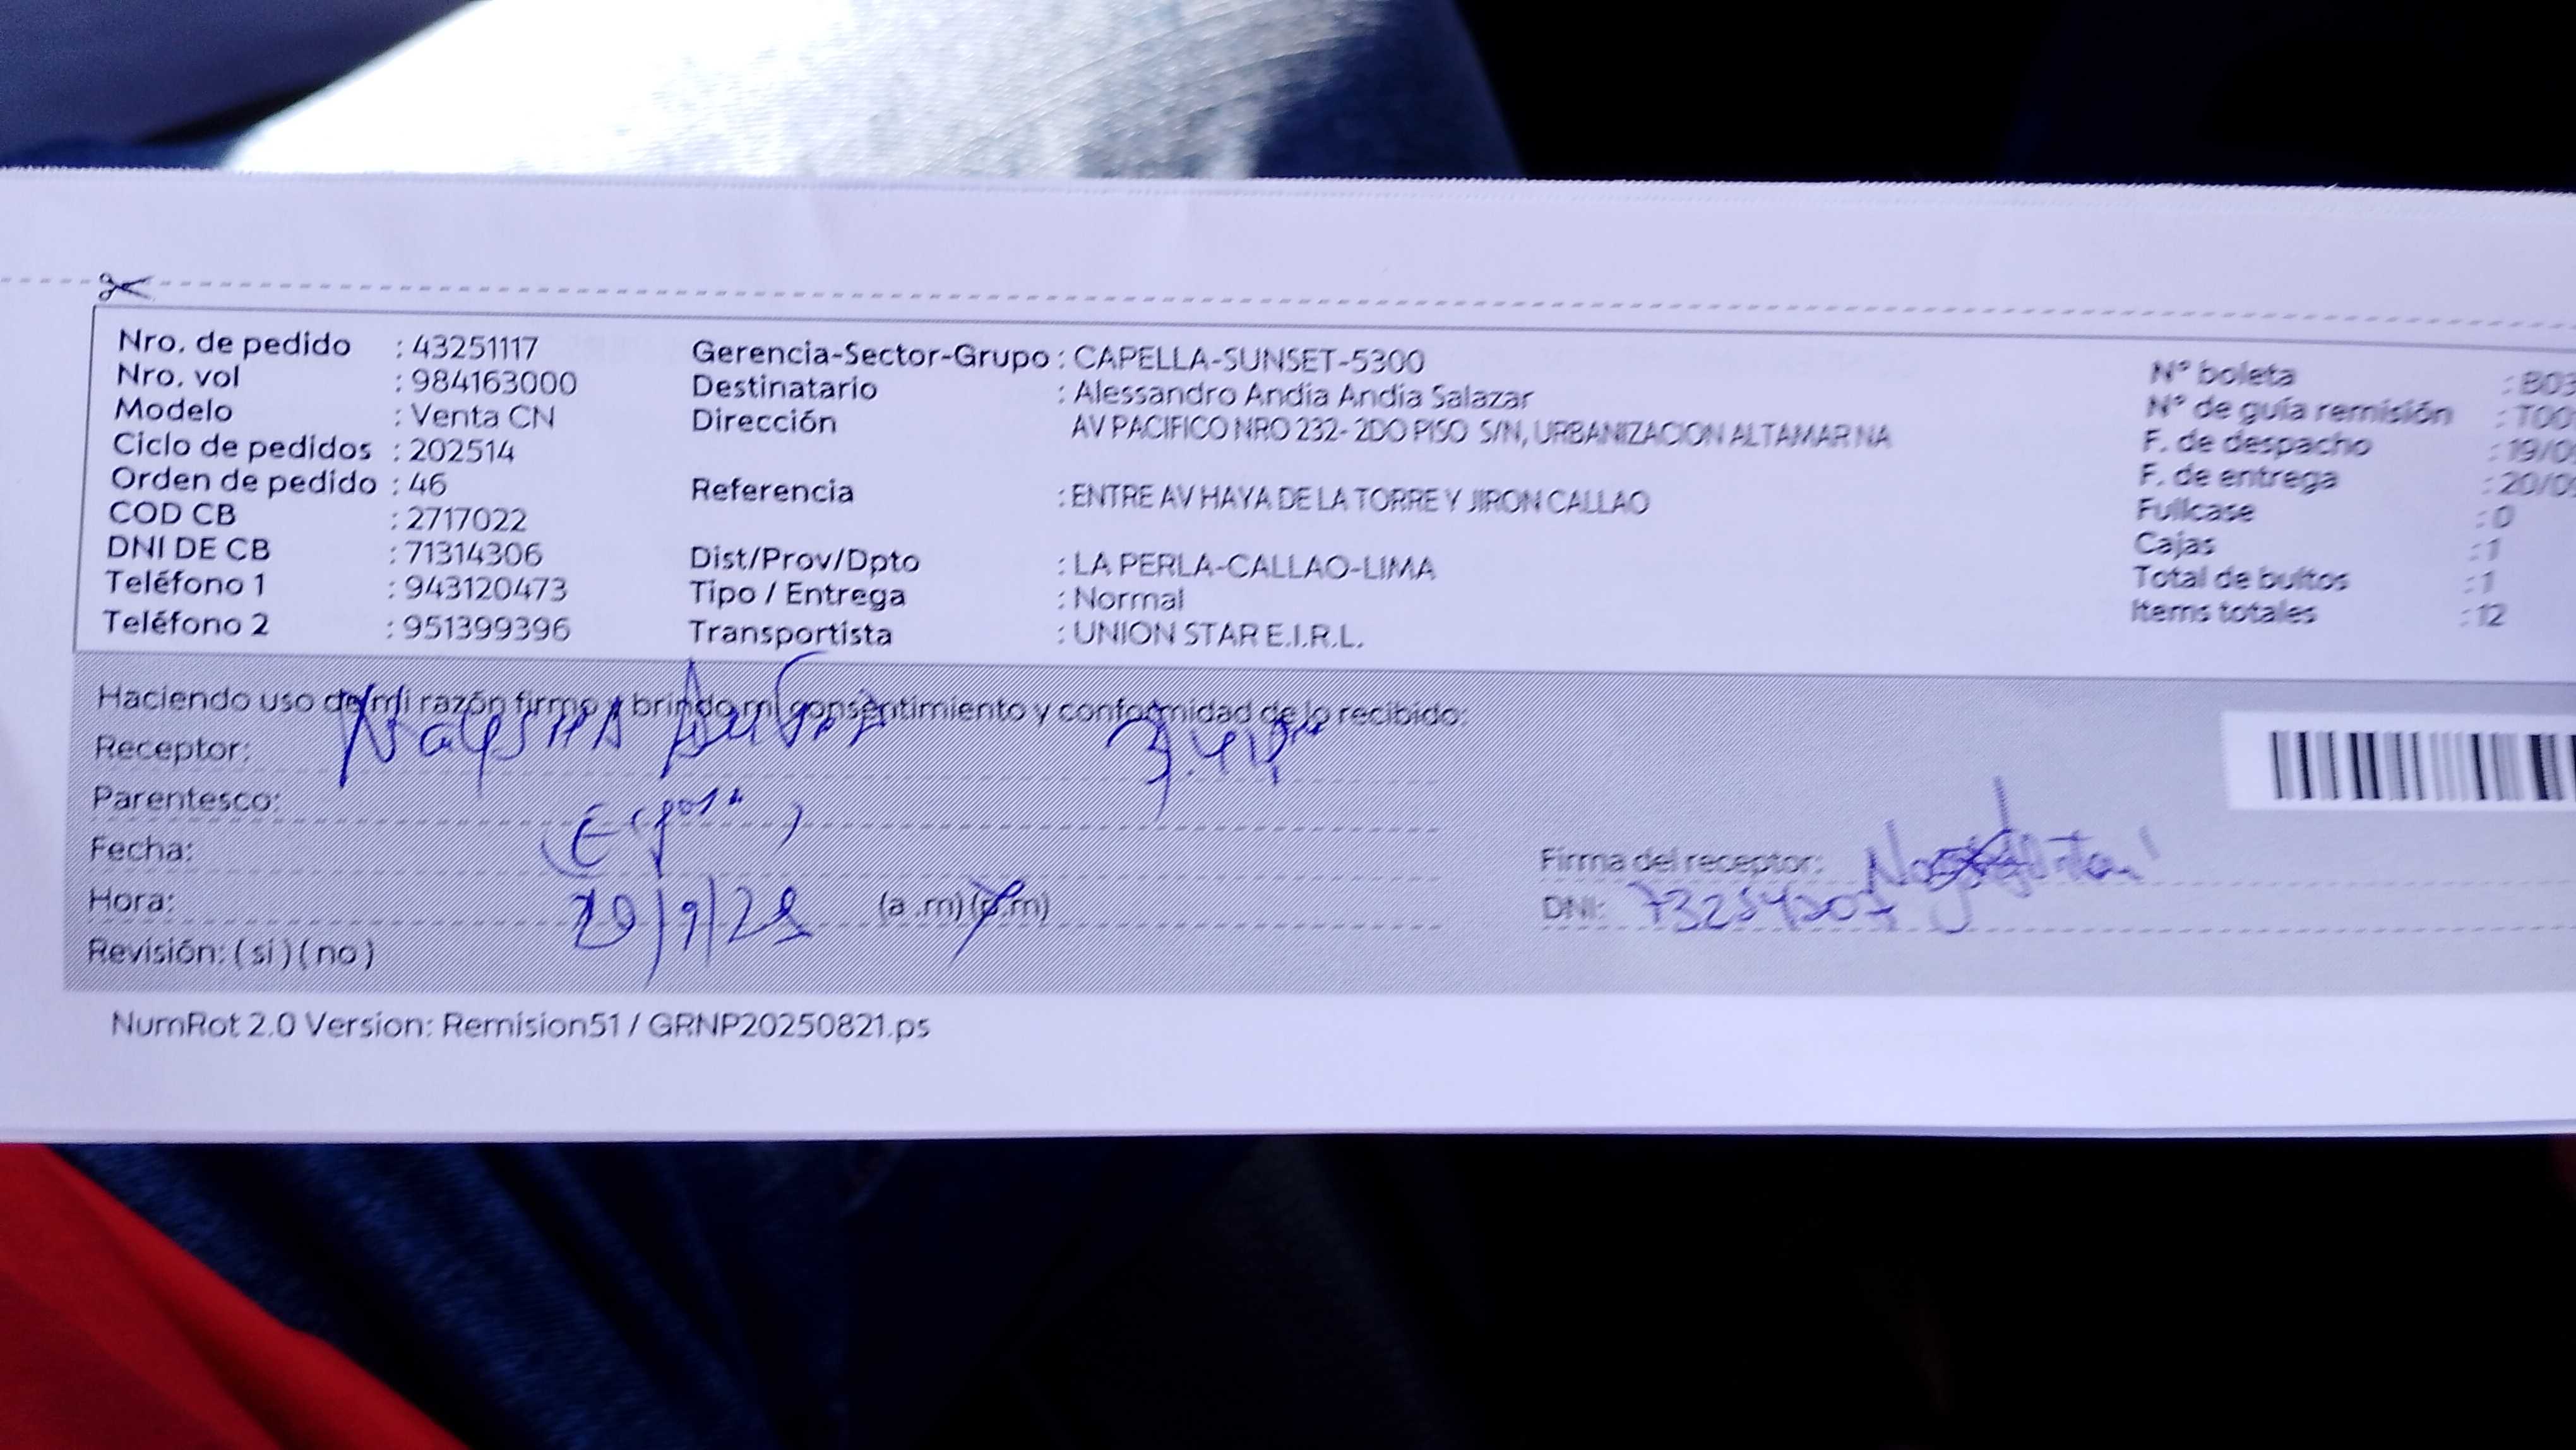 Nro. de pedido : 43251117
Nro. vol : 984163000
Modelo : Venta CN
Ciclo de pedidos : 202514
Orden de pedido : 46
COD CB : 2717022
DNI DE CB : 71314306
Teléfono 1 : 943120473
Teléfono 2 : 951399396
Gerencia-Sector-Grupo : CAPELLA-SUNSET-5300
Destinatario : Alessandro Andia Andia Salazar
Dirección AV PACIFICO NRO 232- 2DO PISO S/N, URBANIZACION ALTAMAR NA
Referencia : ENTRE AV HAYA DE LA TORRE Y JIRON CALLAO
Dist/Prov/Dpto : LA PERLA-CALLAO-LIMA
Tipo / Entrega : Normal
Transportista : UNION STAR E.I.R.L.
N° boleta : B03
N° de guía remisión : T00
F. de despacho : 19/0
F. de entrega : 20/0
Fullcase : 0
Cajas : 1
Total de bultos : 1
Items totales : 12
Haciendo uso de mi razón firmo y brindo mi consentimiento y conformidad de lo recibido:
Receptor:
Parentesco:
Fecha:
Hora: (a .m) (p.m)
Revisión: ( si ) ( no )
Firma del receptor:
DNI:
NumRot 2.0 Version: Remision51 / GRNP20250821.ps